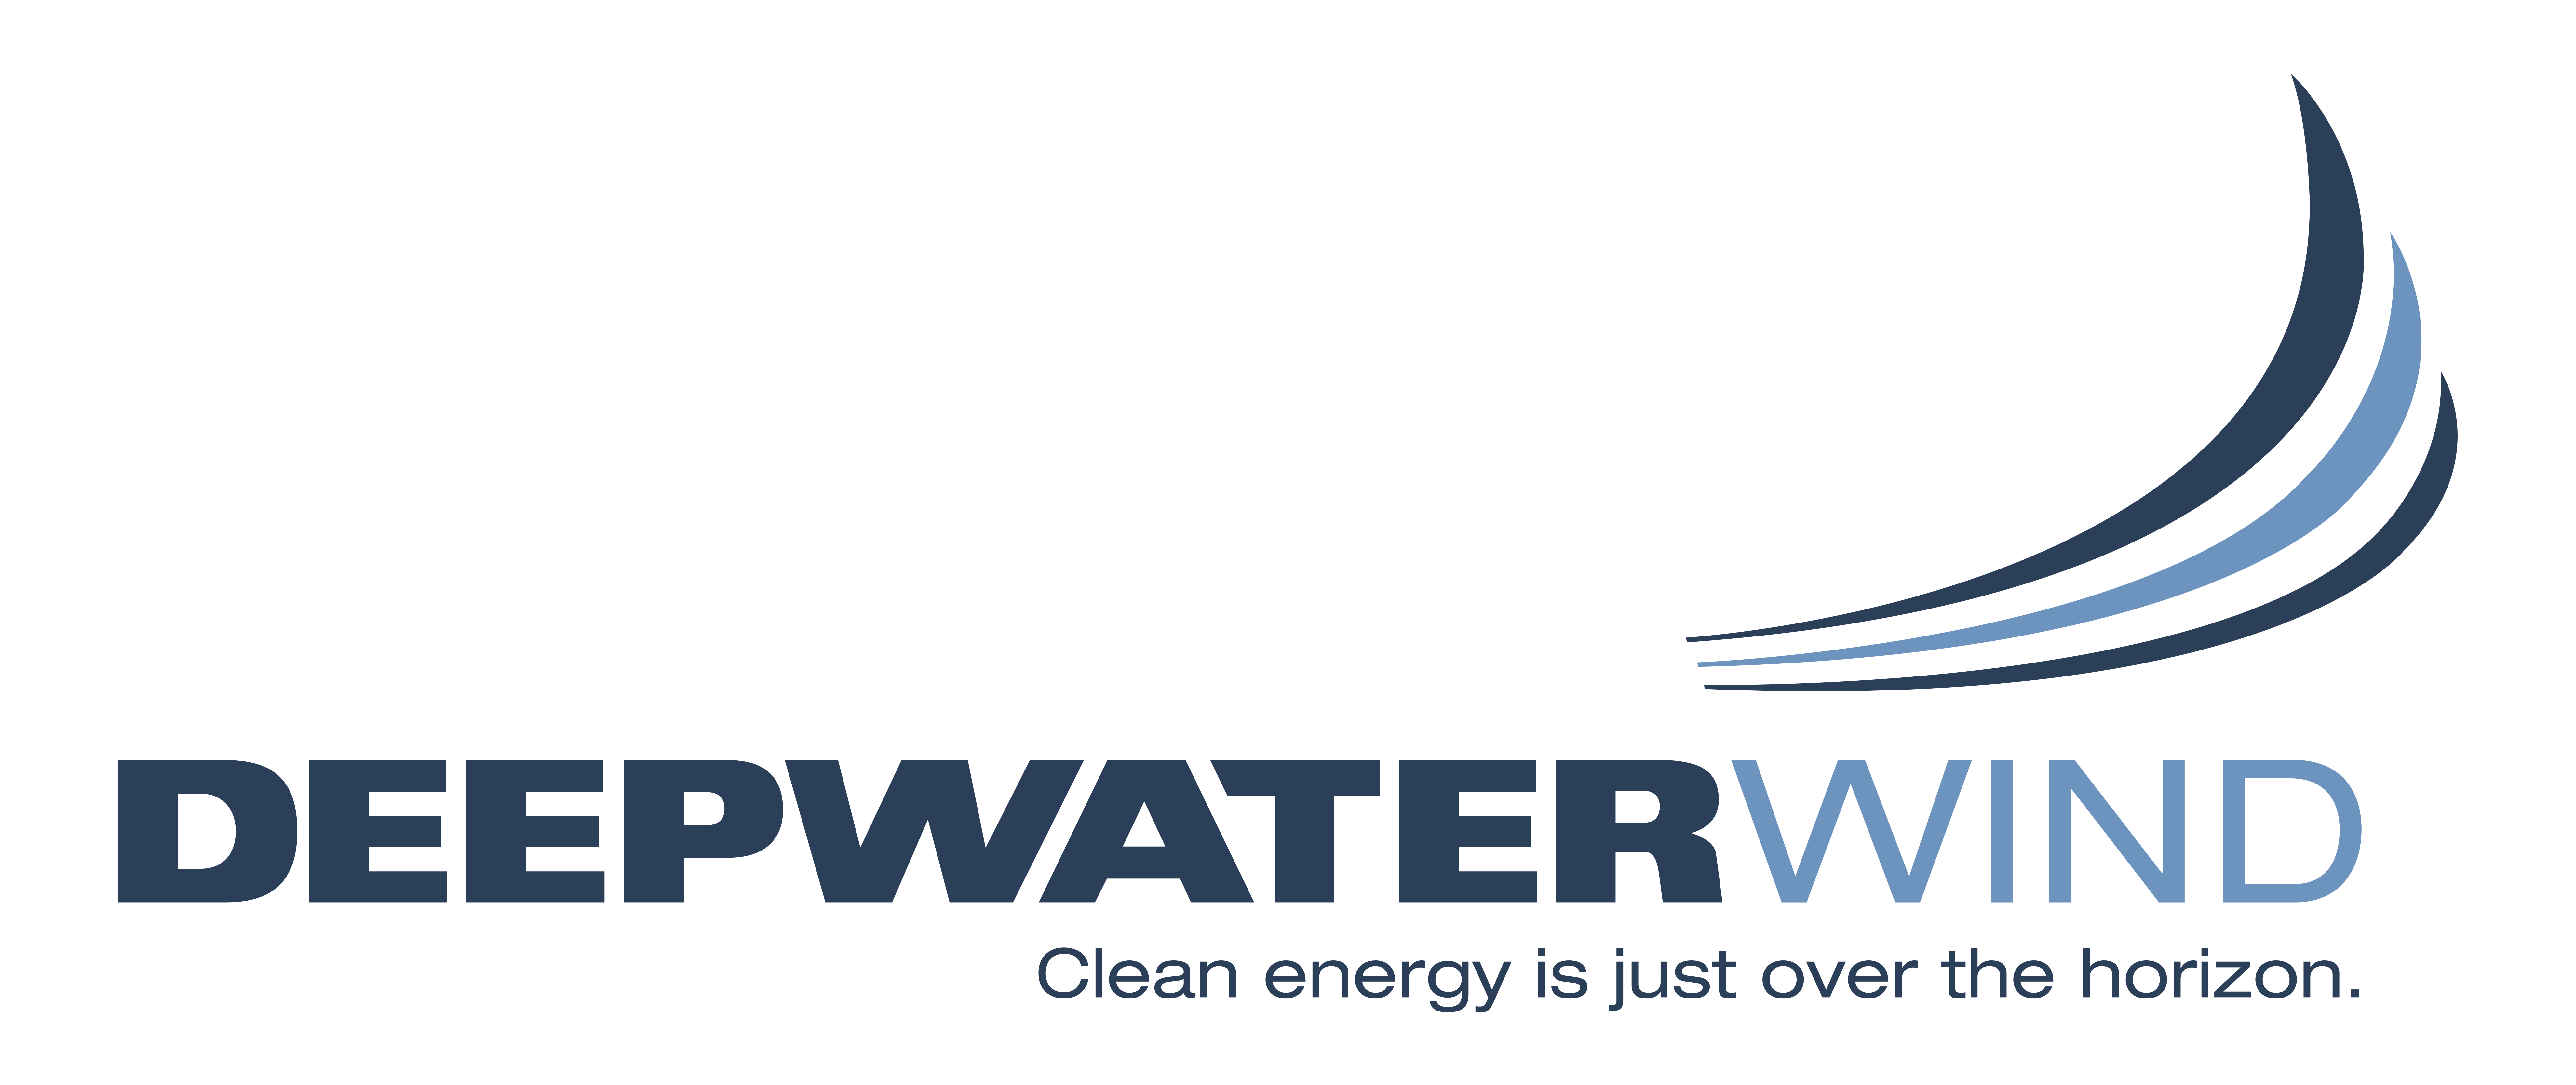 DEEPWATERWIND
Clean energy is just over the horizon.